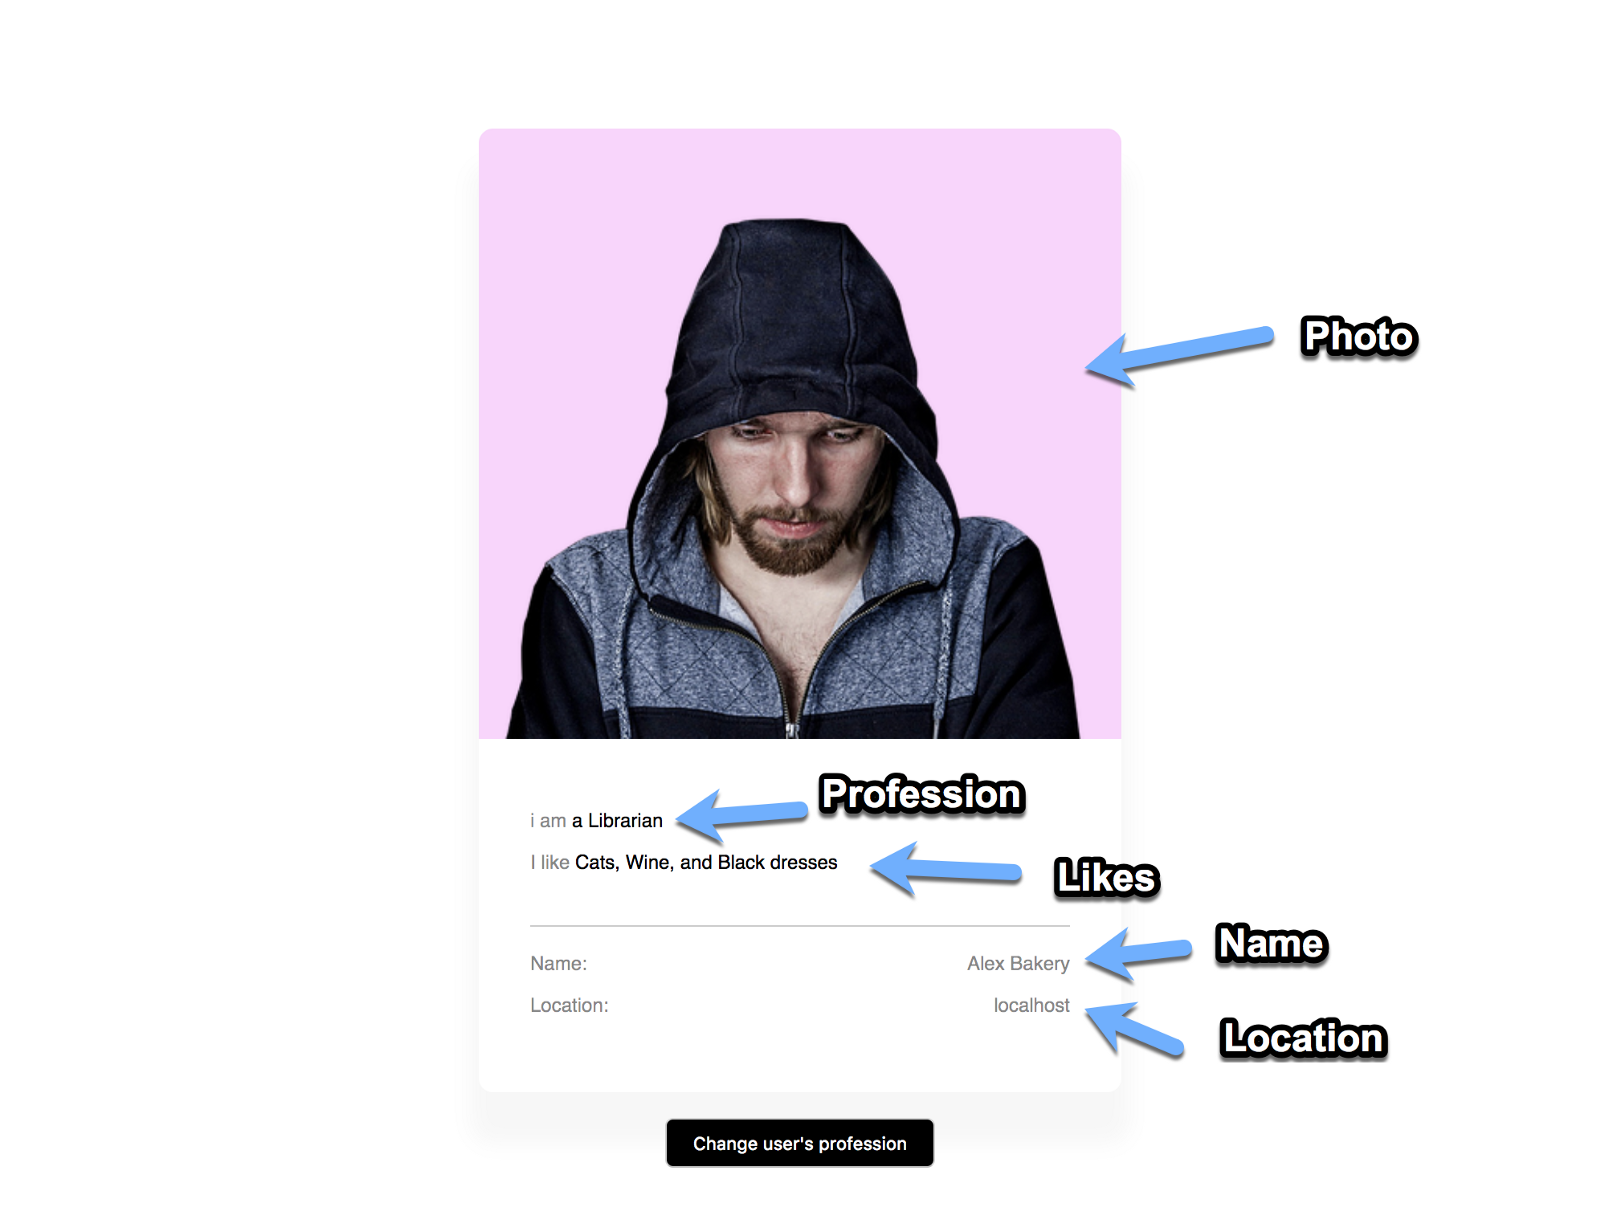 Photo
Profession
i am a Librarian
I like Cats, Wine, and Black dresses
Likes
Name
Name: Alex Bakery
Location: localhost
Location
Change user's profession